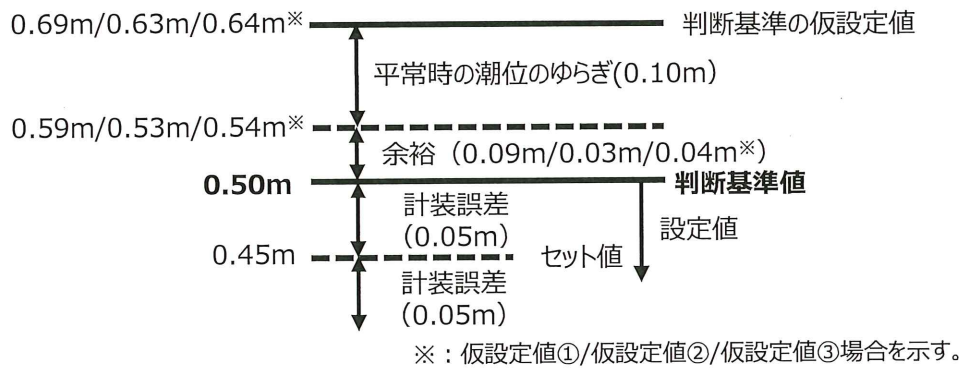 0.69m/0.63m/0.64m※
判断基準の仮設定値
平常時の潮位のゆらぎ(0.10m)
0.59m/0.53m/0.54m※
余裕（0.09m/0.03m/0.04m※）
0.50m
判断基準値
計装誤差
（0.05m）
設定値
0.45m
セット値
計装誤差
（0.05m）
※：仮設定値①/仮設定値②/仮設定値③場合を示す。